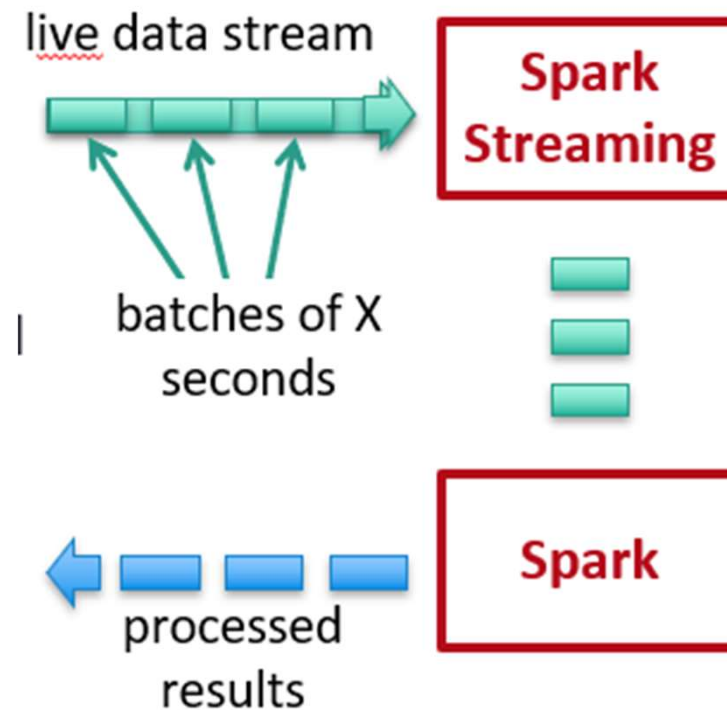 live data stream
Spark
Streaming
batches of X
seconds
Spark
processed
results